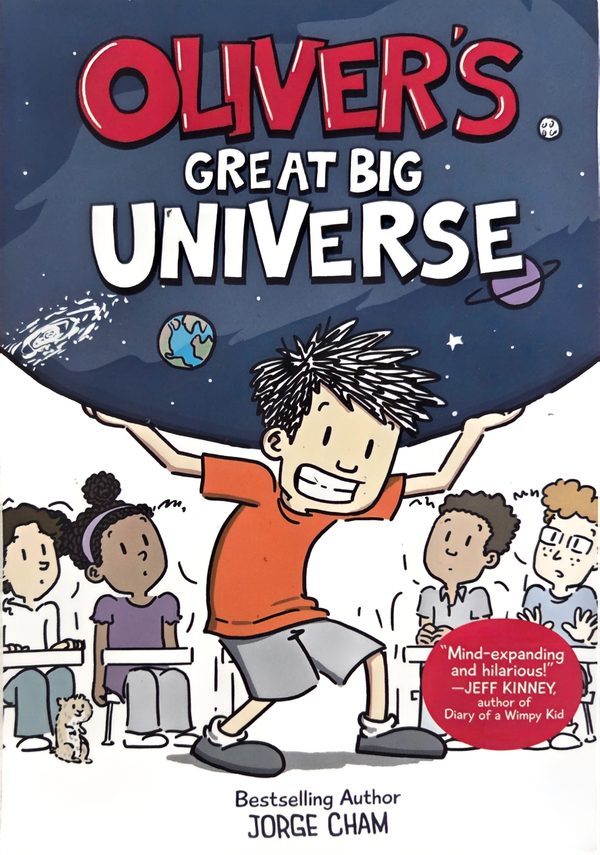 OLIVER'S
GREAT BIG
UNIVERSE
"Mind-expanding
and hilarious!"
—JEFF KINNEY,
author of
Diary of a Wimpy Kid
Bestselling Author
JORGE CHAM